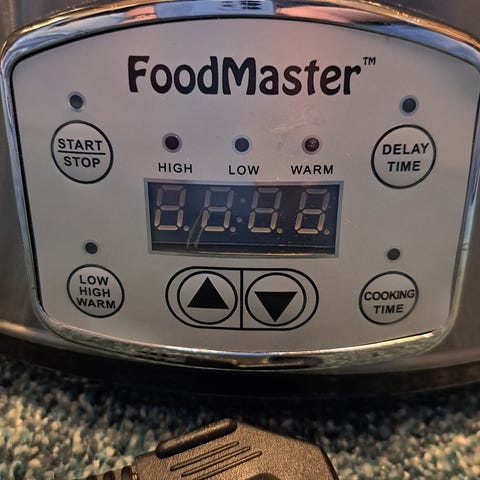 FoodMaster™
START
STOP
HIGH LOW WARM
DELAY
TIME
LOW
HIGH
WARM
COOKING
TIME